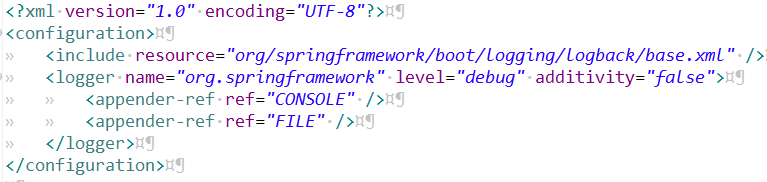 <?xml version="1.0" encoding="UTF-8"?>
<configuration>
	<include resource="org/springframework/boot/logging/logback/base.xml" />
	<logger name="org.springframework" level="debug" additivity="false">
		<appender-ref ref="CONSOLE" />
		<appender-ref ref="FILE" />
	</logger>
</configuration>